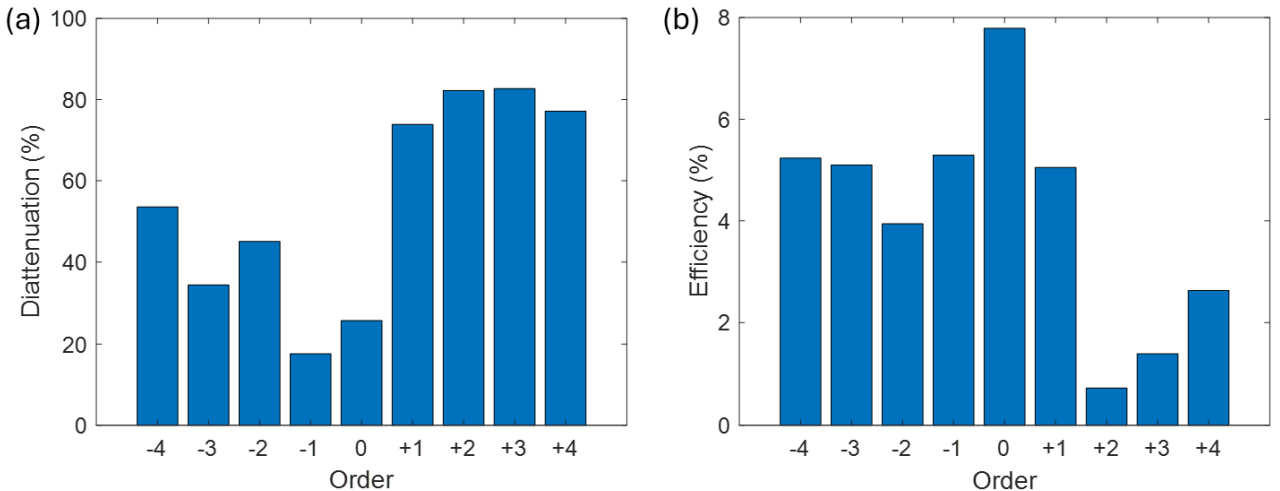 (a)
Diattenuation (%)
100
80
60
40
20
0
-4 -3 -2 -1 0 +1 +2 +3 +4
Order
(b)
Efficiency (%)
8
6
4
2
0
-4 -3 -2 -1 0 +1 +2 +3 +4
Order